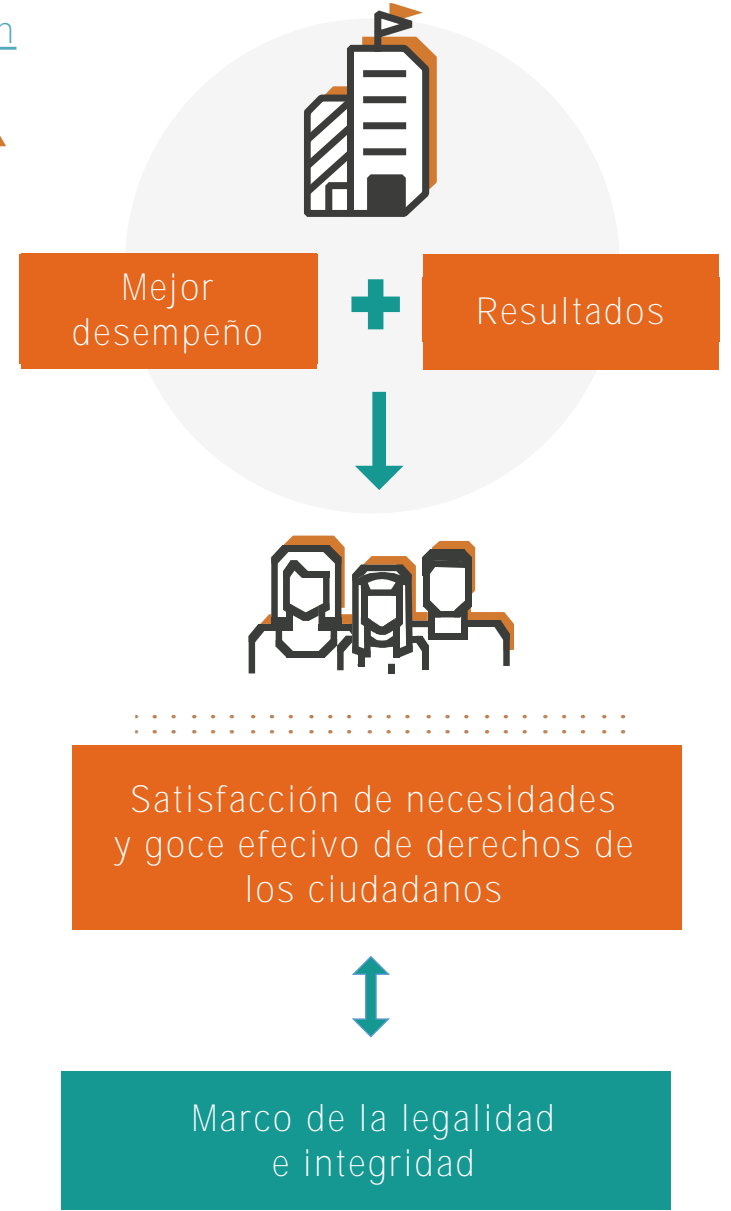 n
Mejor
desempeño
Resultados
Satisfacción de necesidades
y goce efecivo de derechos de
los ciudadanos
Marco de la legalidad
e integridad